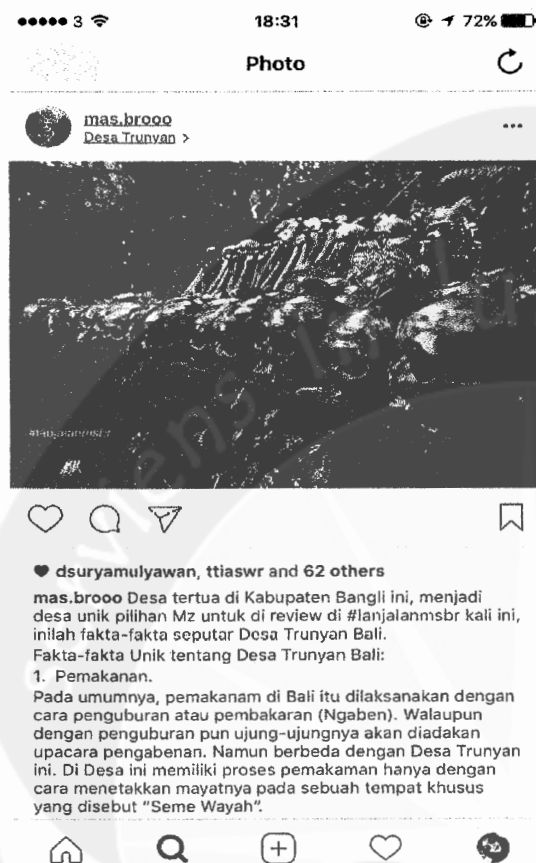 3 18:31 72%
Photo
mas.brooo
Desa Trunyan >
#lanjalanmsbr
dsuryamulyawan, ttiaswr and 62 others
mas.brooo Desa tertua di Kabupaten Bangli ini, menjadi
desa unik pilihan Mz untuk di review di #lanjalanmsbr kali ini,
inilah fakta-fakta seputar Desa Trunyan Bali.
Fakta-fakta Unik tentang Desa Trunyan Bali:
1. Pemakanan.
Pada umumnya, pemakanam di Bali itu dilaksanakan dengan
cara penguburan atau pembakaran (Ngaben). Walaupun
dengan penguburan pun ujung-ujungnya akan diadakan
upacara pengabenan. Namun berbeda dengan Desa Trunyan
ini. Di Desa ini memiliki proses pemakaman hanya dengan
cara menetakkan mayatnya pada sebuah tempat khusus
yang disebut "Seme Wayah".